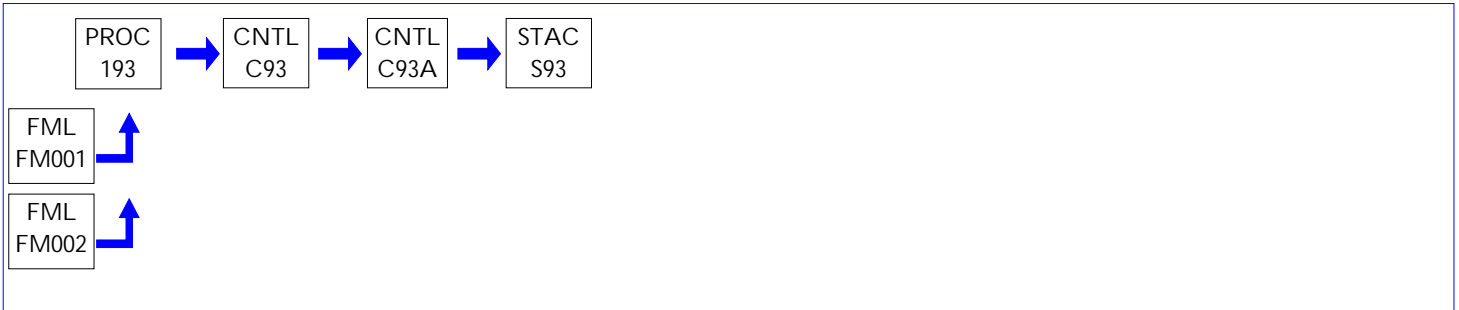 PROC
193
CNTL
C93
CNTL
C93A
STAC
S93
FML
FM001
FML
FM002